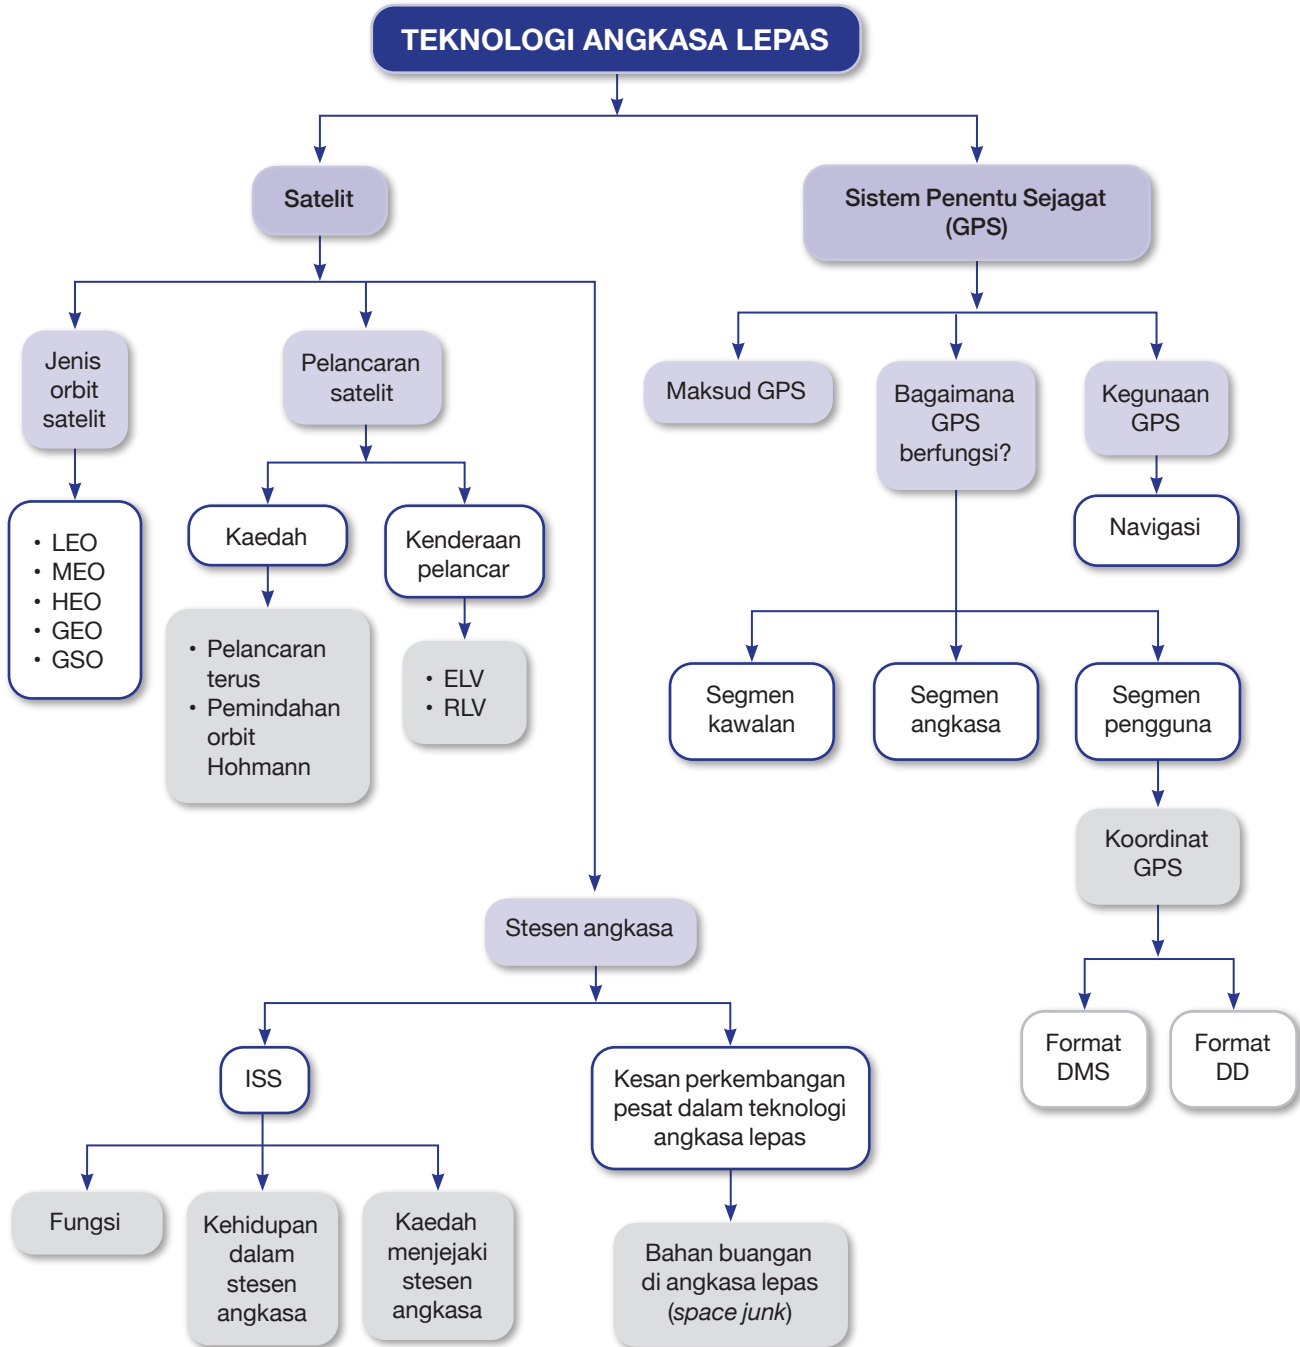 TEKNOLOGI ANGKASA LEPAS
Satelit
Sistem Penentu Sejagat
(GPS)
Jenis
orbit
satelit
Pelancaran
satelit
Maksud GPS
Bagaimana
GPS
berfungsi?
Kegunaan
GPS
• LEO
• MEO
• HEO
• GEO
• GSO
Kaedah
Kenderaan
pelancar
Navigasi
• Pelancaran
terus
• Pemindahan
orbit
Hohmann
• ELV
• RLV
Segmen
kawalan
Segmen
angkasa
Segmen
pengguna
Koordinat
GPS
Stesen angkasa
Format
DMS
Format
DD
ISS
Kesan perkembangan
pesat dalam teknologi
angkasa lepas
Fungsi
Kehidupan
dalam
stesen
angkasa
Kaedah
menjejaki
stesen
angkasa
Bahan buangan
di angkasa lepas
(space junk)